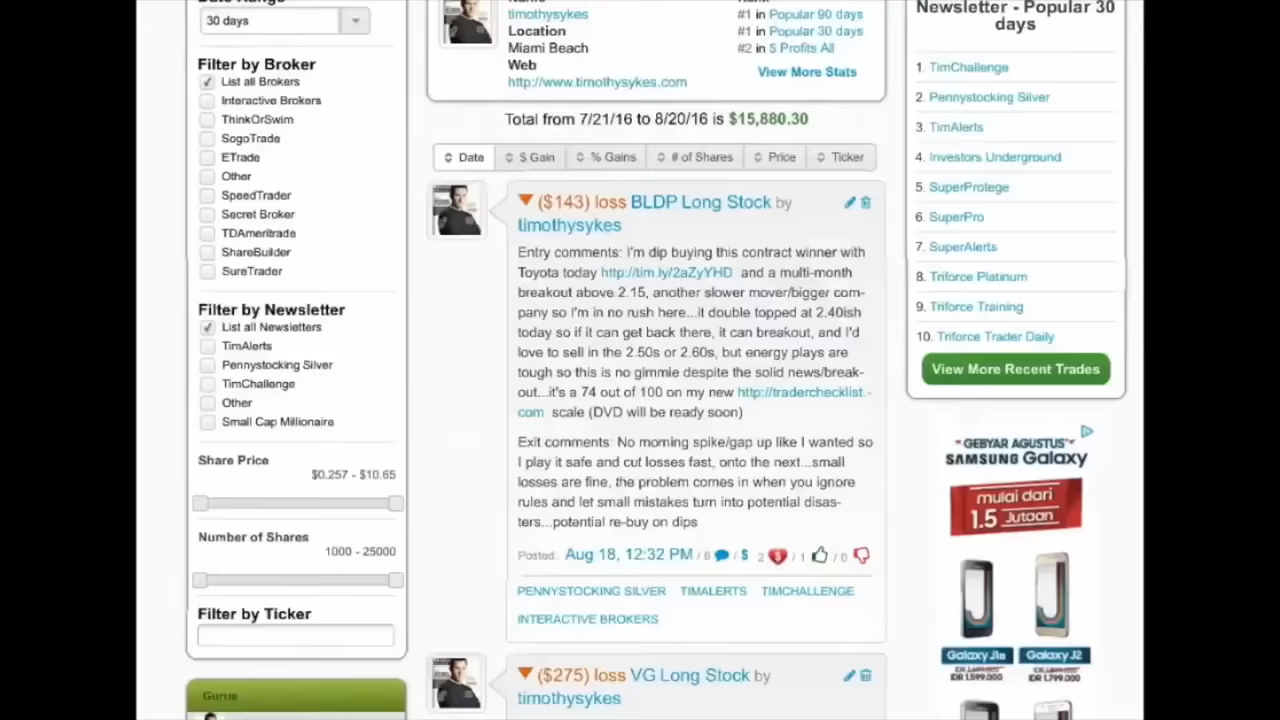 Date Range
30 days
Filter by Broker
List all Brokers
Interactive Brokers
ThinkOrSwim
SogoTrade
ETrade
Other
SpeedTrader
Secret Broker
TDAmeritrade
ShareBuilder
SureTrader
Filter by Newsletter
List all Newsletters
TimAlerts
Pennystocking Silver
TimChallenge
Other
Small Cap Millionaire
Share Price
$0.257 - $10.65
Number of Shares
1000 - 25000
Filter by Ticker
Gurus
timothysykes
Location
Miami Beach
Web
http://www.timothysykes.com
#1 in Popular 90 days
#1 in Popular 30 days
#2 in $ Profits All
View More Stats
Total from 7/21/16 to 8/20/16 is $15,880.30
Date
$ Gain
% Gains
# of Shares
Price
Ticker
($143) loss BLDP Long Stock by
timothysykes
Entry comments: I'm dip buying this contract winner with
Toyota today http://tim.ly/2aZyYHD and a multi-month
breakout above 2.15, another slower mover/bigger com-
pany so I'm in no rush here...it double topped at 2.40ish
today so if it can get back there, it can breakout, and I'd
love to sell in the 2.50s or 2.60s, but energy plays are
tough so this is no gimmie despite the solid news/break-
out...it's a 74 out of 100 on my new http://traderchecklist.-
com scale (DVD will be ready soon)
Exit comments: No morning spike/gap up like I wanted so
I play it safe and cut losses fast, onto the next...small
losses are fine, the problem comes in when you ignore
rules and let small mistakes turn into potential disas-
ters...potential re-buy on dips
Posted: Aug 18, 12:32 PM / 6 / $ 2 / 1 / 0
PENNYSTOCKING SILVER TIMALERTS TIMCHALLENGE
INTERACTIVE BROKERS
($275) loss VG Long Stock by
timothysykes
Newsletter - Popular 30
days
1. TimChallenge
2. Pennystocking Silver
3. TimAlerts
4. Investors Underground
5. SuperProtege
6. SuperPro
7. SuperAlerts
8. Triforce Platinum
9. Triforce Training
10. Triforce Trader Daily
View More Recent Trades
"GEBYAR AGUSTUS"
SAMSUNG Galaxy
mulai dari
1.5 Jutaan
Galaxy J1
Galaxy J2
IDR 1.599.000
IDR 1.799.000